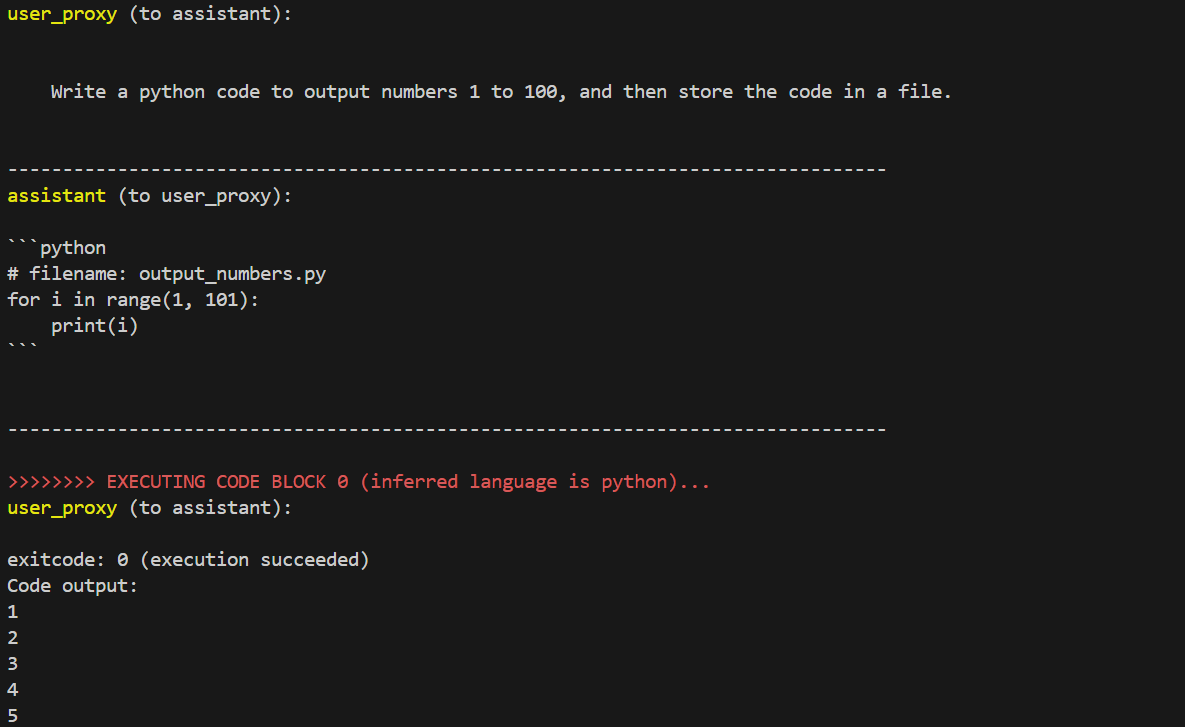 user_proxy (to assistant):
    Write a python code to output numbers 1 to 100, and then store the code in a file.
--------------------------------------------------------------------------------
assistant (to user_proxy):
```python
# filename: output_numbers.py
for i in range(1, 101):
    print(i)
```
--------------------------------------------------------------------------------
>>>>>>>> EXECUTING CODE BLOCK 0 (inferred language is python)...
user_proxy (to assistant):
exitcode: 0 (execution succeeded)
Code output:
1
2
3
4
5